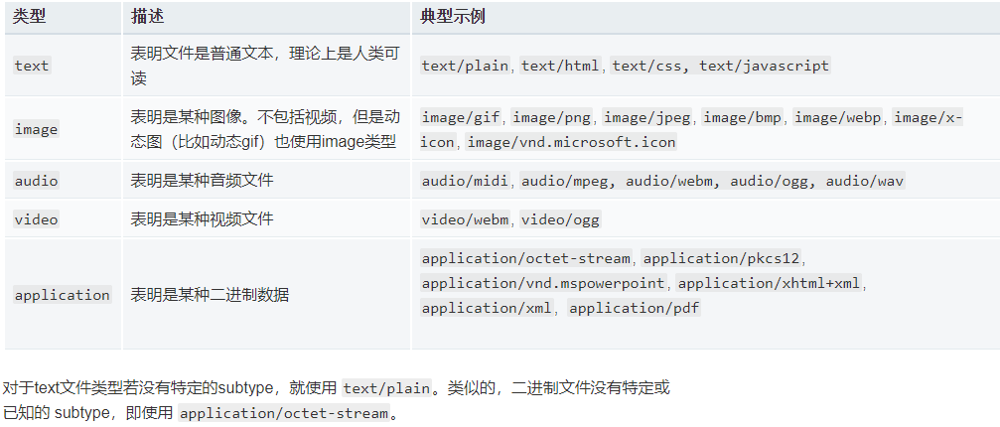 类型 描述 典型示例
text 表明文件是普通文本，理论上是人类可读 text/plain, text/html, text/css, text/javascript
image 表明是某种图像。不包括视频，但是动态图（比如动态gif）也使用image类型 image/gif, image/png, image/jpeg, image/bmp, image/webp, image/x-icon, image/vnd.microsoft.icon
audio 表明是某种音频文件 audio/midi, audio/mpeg, audio/webm, audio/ogg, audio/wav
video 表明是某种视频文件 video/webm, video/ogg
application 表明是某种二进制数据 application/octet-stream, application/pkcs12, application/vnd.mspowerpoint, application/xhtml+xml, application/xml, application/pdf
对于text文件类型若没有特定的subtype，就使用 text/plain。类似的，二进制文件没有特定或
已知的 subtype，即使用 application/octet-stream。